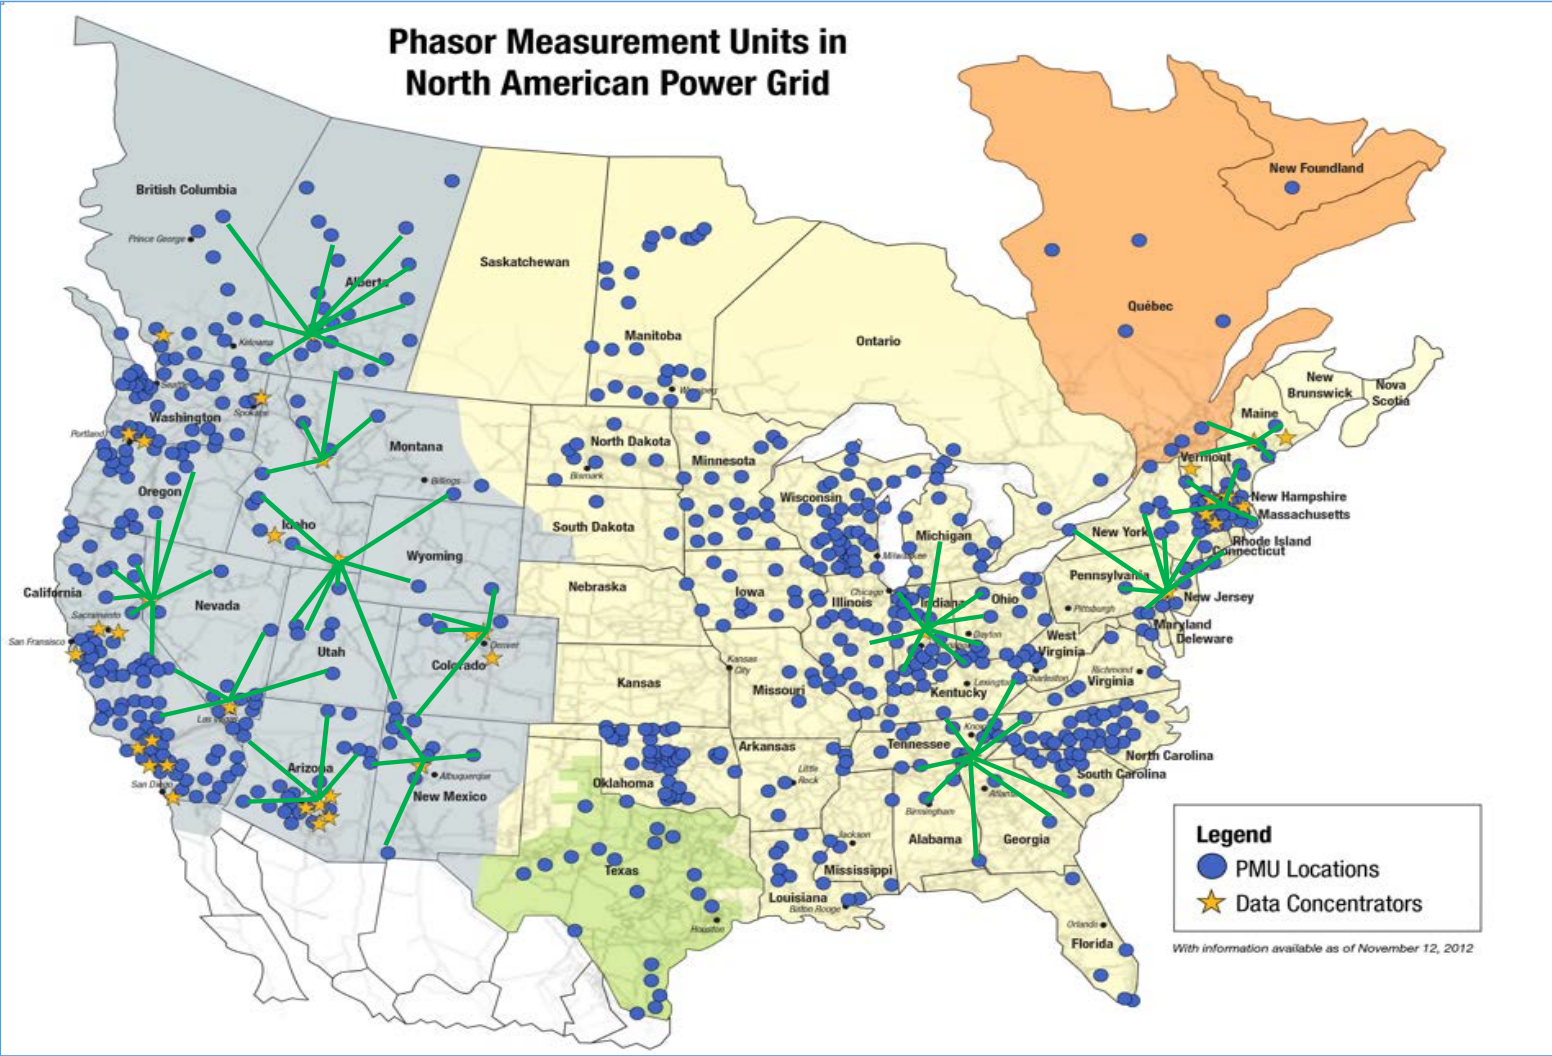 Phasor Measurement Units in
North American Power Grid
New Foundland
British Columbia
Prince George
Saskatchewan
Alberta
Québec
Manitoba
Ontario
Kelowna
New
Brunswick
Nova
Scotia
Seattle
Winnipeg
Spokane
Washington
Maine
Portland
Montana
North Dakota
Minnesota
Vermont
Bismark
Billings
Oregon
Wisconsin
New Hampshire
Massachusetts
Idaho
South Dakota
New York
Michigan
Rhode Island
Connecticut
Wyoming
Milwaukee
Pennsylvania
California
Nebraska
Chicago
Iowa
Illinois
Indiana
Ohio
New Jersey
Nevada
Pittsburgh
Sacramento
Maryland
San Fransisco
Dayton
West
Virginia
Deleware
Utah
Denver
Colorado
Kansas
City
Richmond
Charleston
Virginia
Kansas
Missouri
Lexington
Kentucky
Las Vegas
Tennessee
Arkansas
North Carolina
Arizona
Albuquerque
Little
Rock
South Carolina
San Diego
Oklahoma
New Mexico
Atlanta
Birmingham
Jackson
Alabama
Georgia
Legend
PMU Locations
Data Concentrators
Texas
Mississippi
Louisiana
Baton Rouge
Houston
Orlando
Florida
With information available as of November 12, 2012